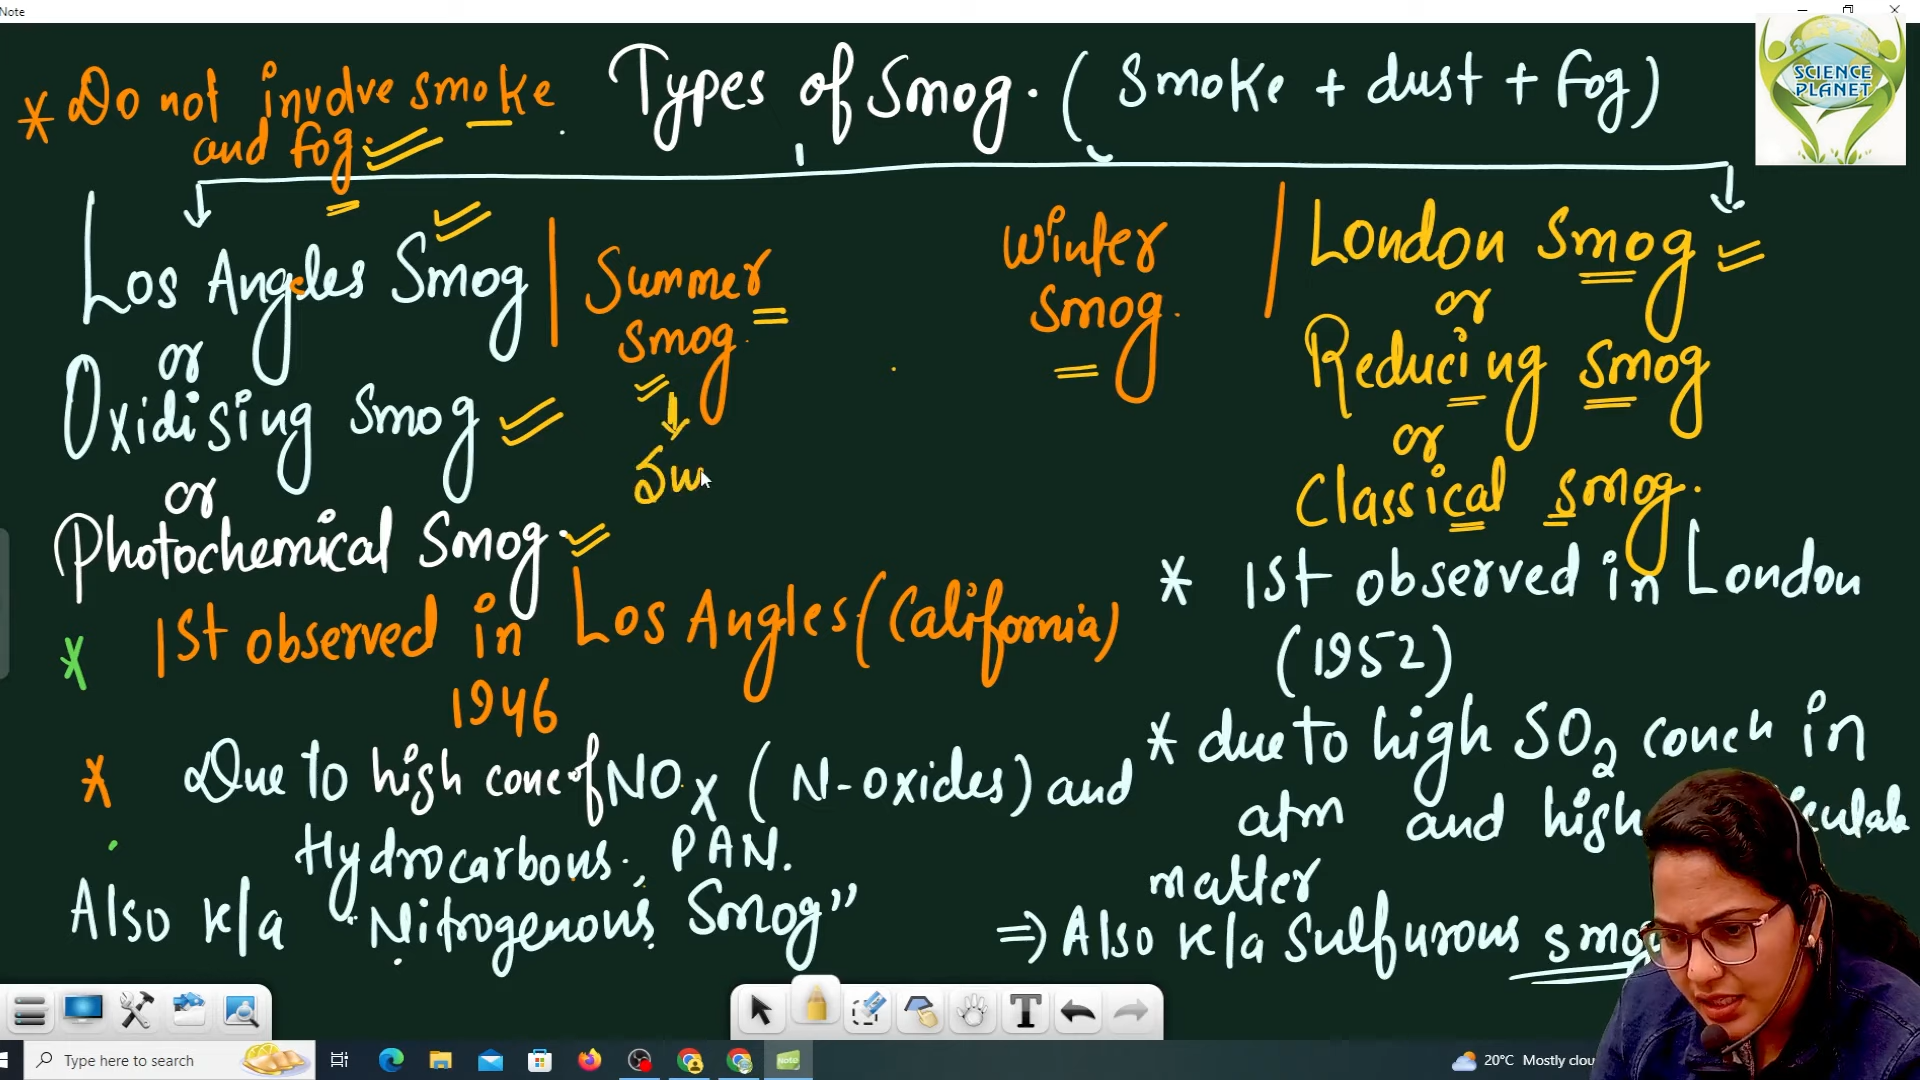 Note
* Do not involve smoke
and fog.
Types of Smog. (Smoke + dust + fog)
SCIENCE
PLANET
Los Angeles Smog
or
Oxidising Smog
or
Photochemical Smog.
Summer
smog.
Su
Winter
smog.
London Smog
or
Reducing smog
or
Classical smog.
* 1st observed in Los Angles (California)
1946
* Due to high conc of NOx (N-oxides) and
Hydrocarbons; PAN.
Also k/a "Nitrogenous Smog"
* 1st observed in London
(1952)
* due to high SO2 concn in
atm and high
matter
⇒ Also k/a Sulfurous smog
T
Type here to search
Note
20°C Mostly clou